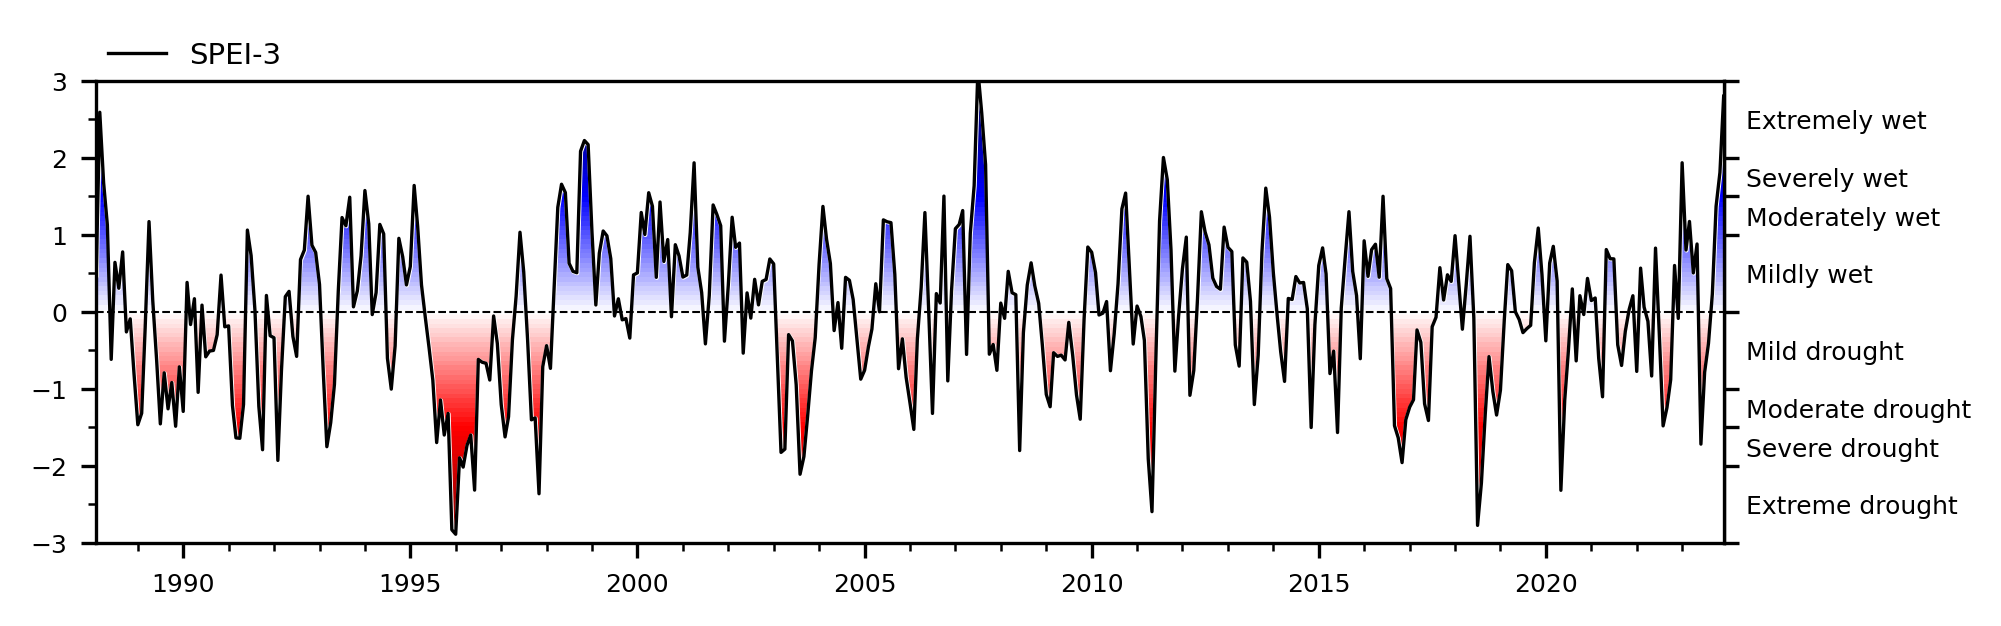 SPEI-3
3
2
1
0
−1
−2
−3
Extremely wet
Severely wet
Moderately wet
Mildly wet
Mild drought
Moderate drought
Severe drought
Extreme drought
1990 1995 2000 2005 2010 2015 2020